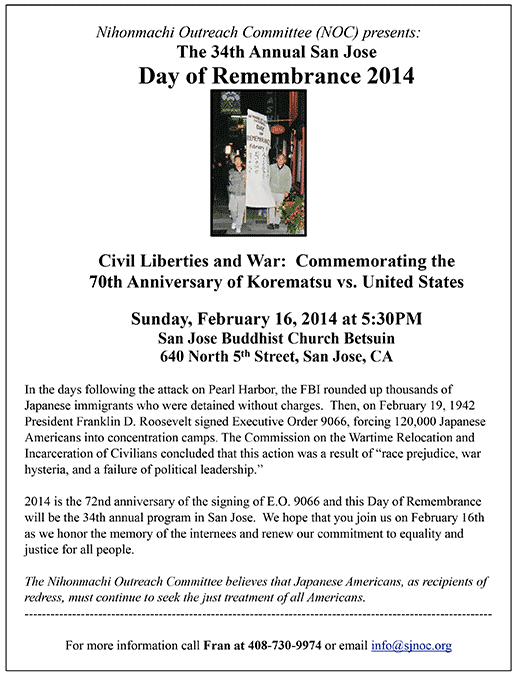 Nihonmachi Outreach Committee (NOC) presents:
The 34th Annual San Jose
Day of Remembrance 2014
DAY
OF
REMEMBRANCE
Civil Liberties and War:  Commemorating the
70th Anniversary of Korematsu vs. United States
Sunday, February 16, 2014 at 5:30PM
San Jose Buddhist Church Betsuin
640 North 5th Street, San Jose, CA
In the days following the attack on Pearl Harbor, the FBI rounded up thousands of
Japanese immigrants who were detained without charges.  Then, on February 19, 1942
President Franklin D. Roosevelt signed Executive Order 9066, forcing 120,000 Japanese
Americans into concentration camps. The Commission on the Wartime Relocation and
Incarceration of Civilians concluded that this action was a result of “race prejudice, war
hysteria, and a failure of political leadership.”
2014 is the 72nd anniversary of the signing of E.O. 9066 and this Day of Remembrance
will be the 34th annual program in San Jose.  We hope that you join us on February 16th
as we honor the memory of the internees and renew our commitment to equality and
justice for all people.
The Nihonmachi Outreach Committee believes that Japanese Americans, as recipients of
redress, must continue to seek the just treatment of all Americans.
For more information call Fran at 408-730-9974 or email info@sjnoc.org